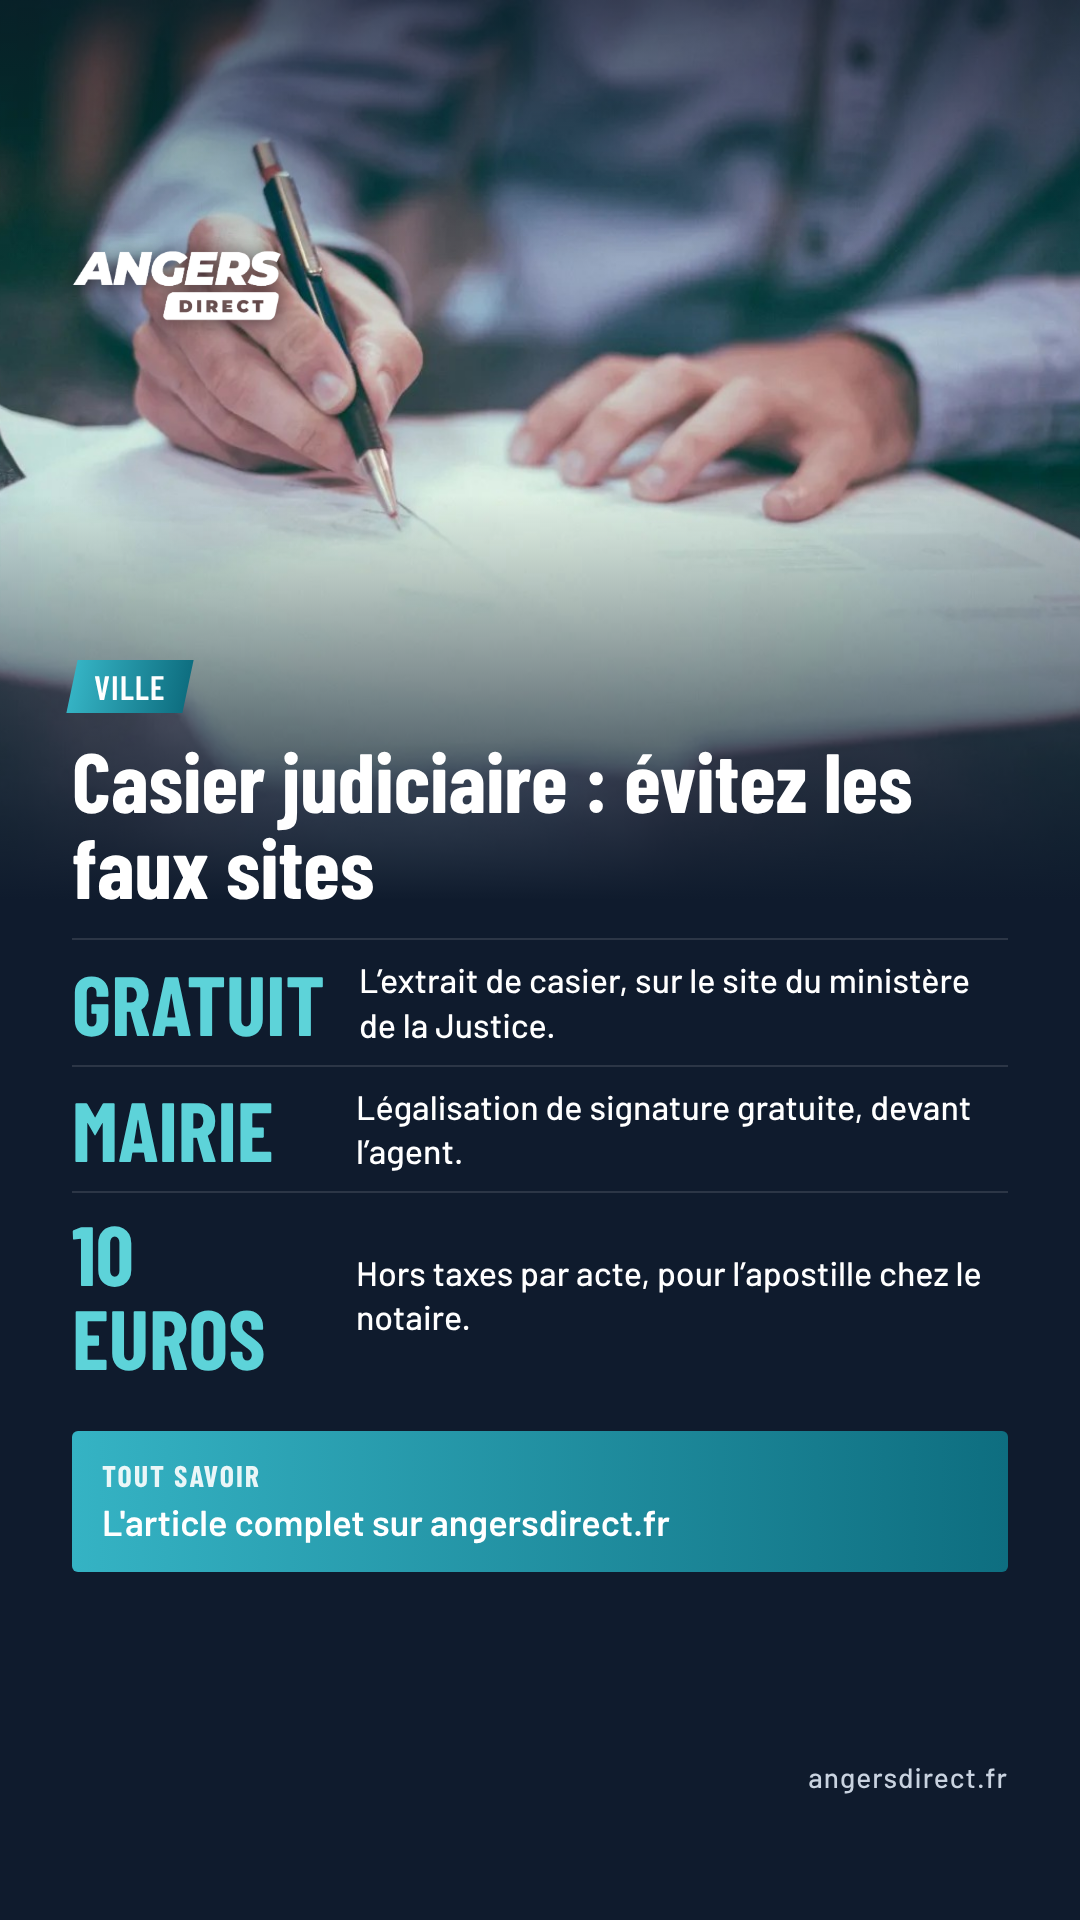 ANGERS
DIRECT
VILLE
Casier judiciaire : évitez les
faux sites
GRATUIT
L’extrait de casier, sur le site du ministère
de la Justice.
MAIRIE
Légalisation de signature gratuite, devant
l’agent.
10
EUROS
Hors taxes par acte, pour l’apostille chez le
notaire.
TOUT SAVOIR
L'article complet sur angersdirect.fr
angersdirect.fr